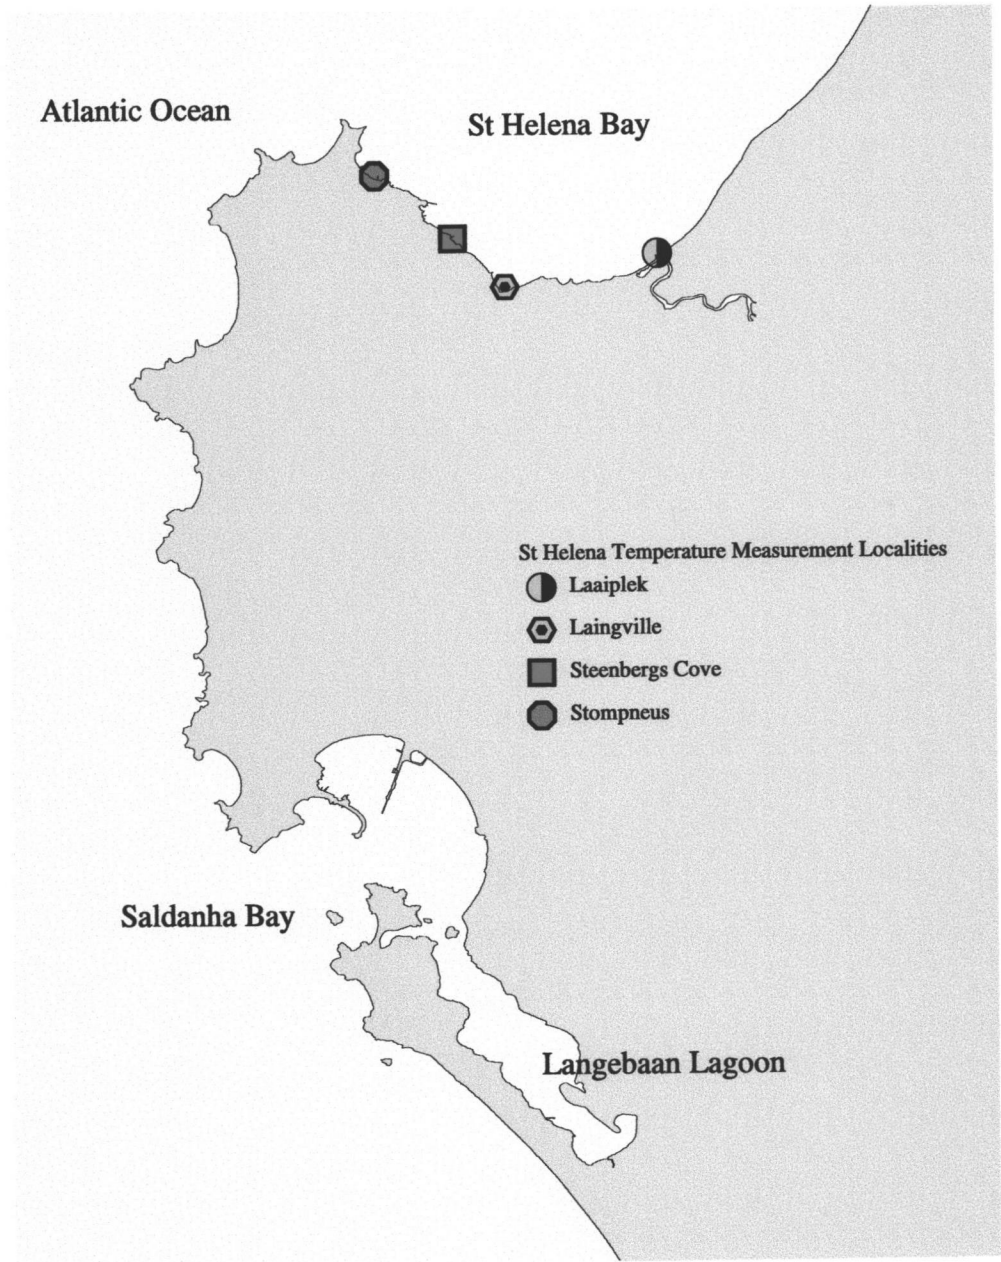 Atlantic Ocean
St Helena Bay
St Helena Temperature Measurement Localities
Laaiplek
Laingville
Steenbergs Cove
Stompneus
Saldanha Bay
Langebaan Lagoon